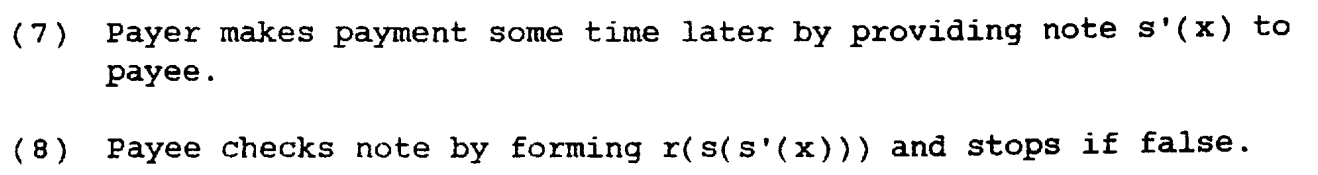 (7) Payer makes payment some time later by providing note s'(x) to
payee.
(8) Payee checks note by forming r(s(s'(x))) and stops if false.